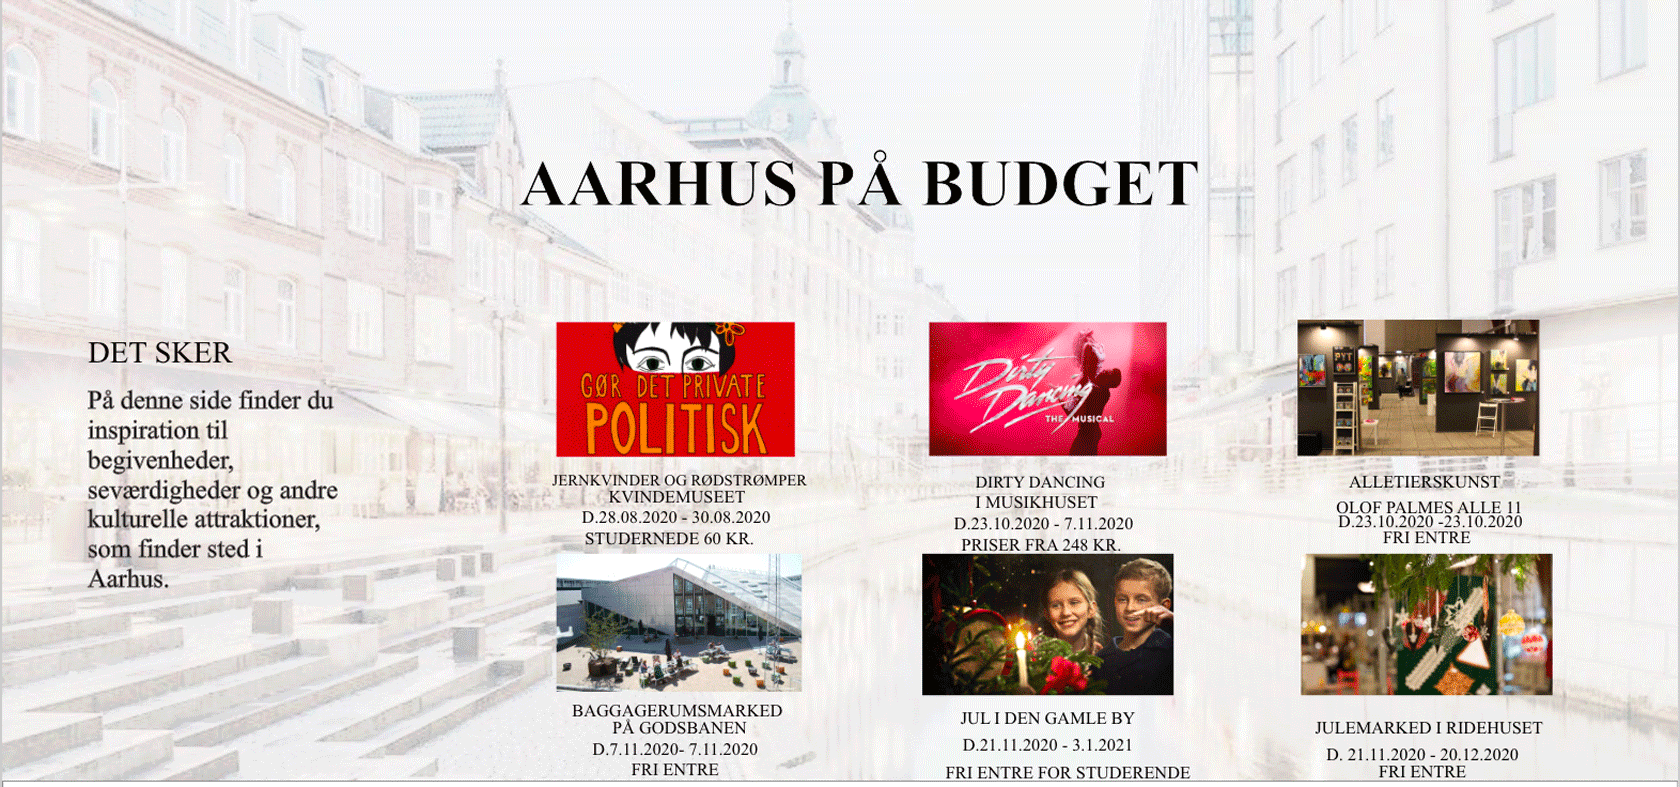 AARHUS PÅ BUDGET
DET SKER
På denne side finder du
inspiration til
begivenheder,
seværdigheder og andre
kulturelle attraktioner,
som finder sted i
Aarhus.
GØR DET PRIVATE
POLITISK
JERNKVINDER OG RØDSTRØMPER
KVINDEMUSEET
D.28.08.2020 - 30.08.2020
STUDERNEDE 60 KR.
Dirty
Dancing
THE MUSICAL
DIRTY DANCING
I MUSIKHUSET
D.23.10.2020 - 7.11.2020
PRISER FRA 248 KR.
ALLETIERSKUNST
OLOF PALMES ALLE 11
D.23.10.2020 -23.10.2020
FRI ENTRE
BAGGAGERUMSMARKED
PÅ GODSBANEN
D.7.11.2020- 7.11.2020
FRI ENTRE
JUL I DEN GAMLE BY
D.21.11.2020 - 3.1.2021
FRI ENTRE FOR STUDERENDE
JULEMARKED I RIDEHUSET
D. 21.11.2020 - 20.12.2020
FRI ENTRE